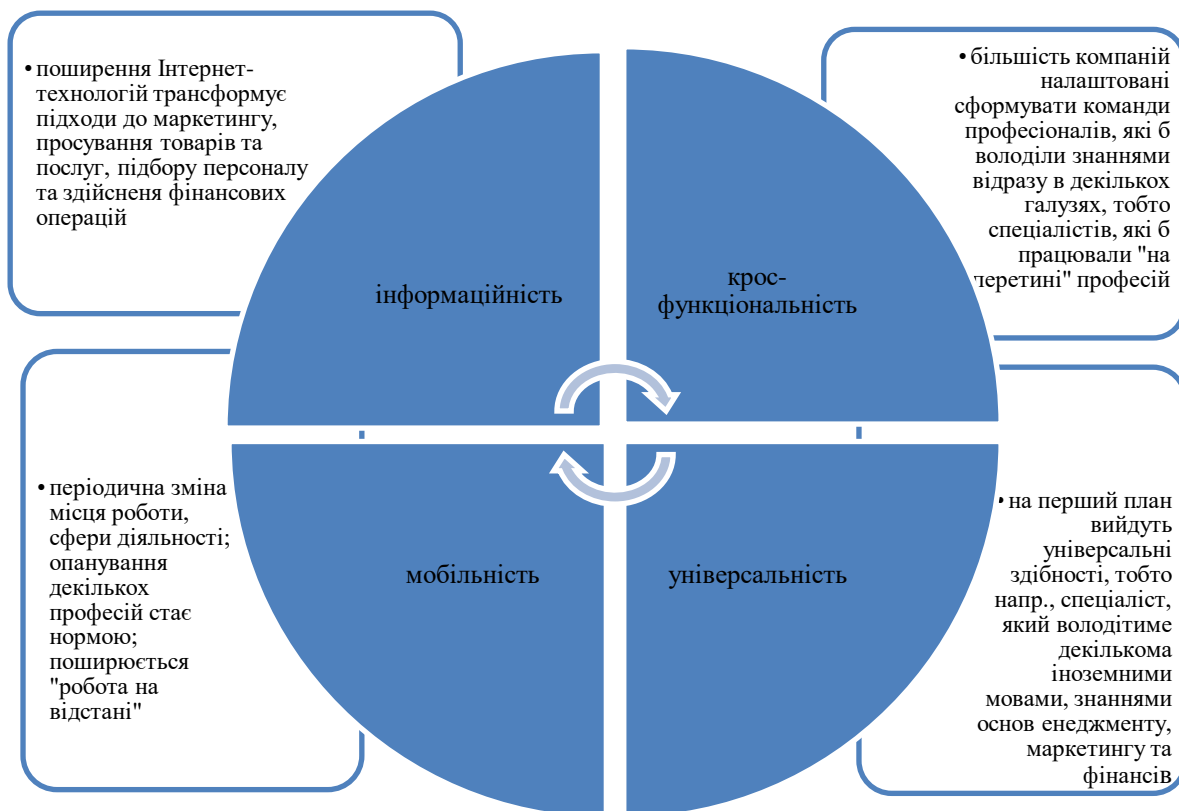 • поширення Інтернет-
технологій трансформує
підходи до маркетингу,
просування товарів та
послуг, підбору персоналу
та здійсненя фінансових
операцій
інформаційність
крос-
функціональність
• більшість компаній
налаштовані
сформувати команди
професіоналів, які б
володіли знаннями
відразу в декількох
галузях, тобто
спеціалістів, які б
працювали "на
перетині" професій
• періодична зміна
місця роботи,
сфери діяльності;
опанування
декількох
професій стає
нормою;
поширюється
"робота на
відстані"
мобільність
універсальність
• на перший план
вийдуть
універсальні
здібності, тобто
напр., спеціаліст,
який володітиме
декількома
іноземними
мовами, знаннями
основ енеджменту,
маркетингу та
фінансів